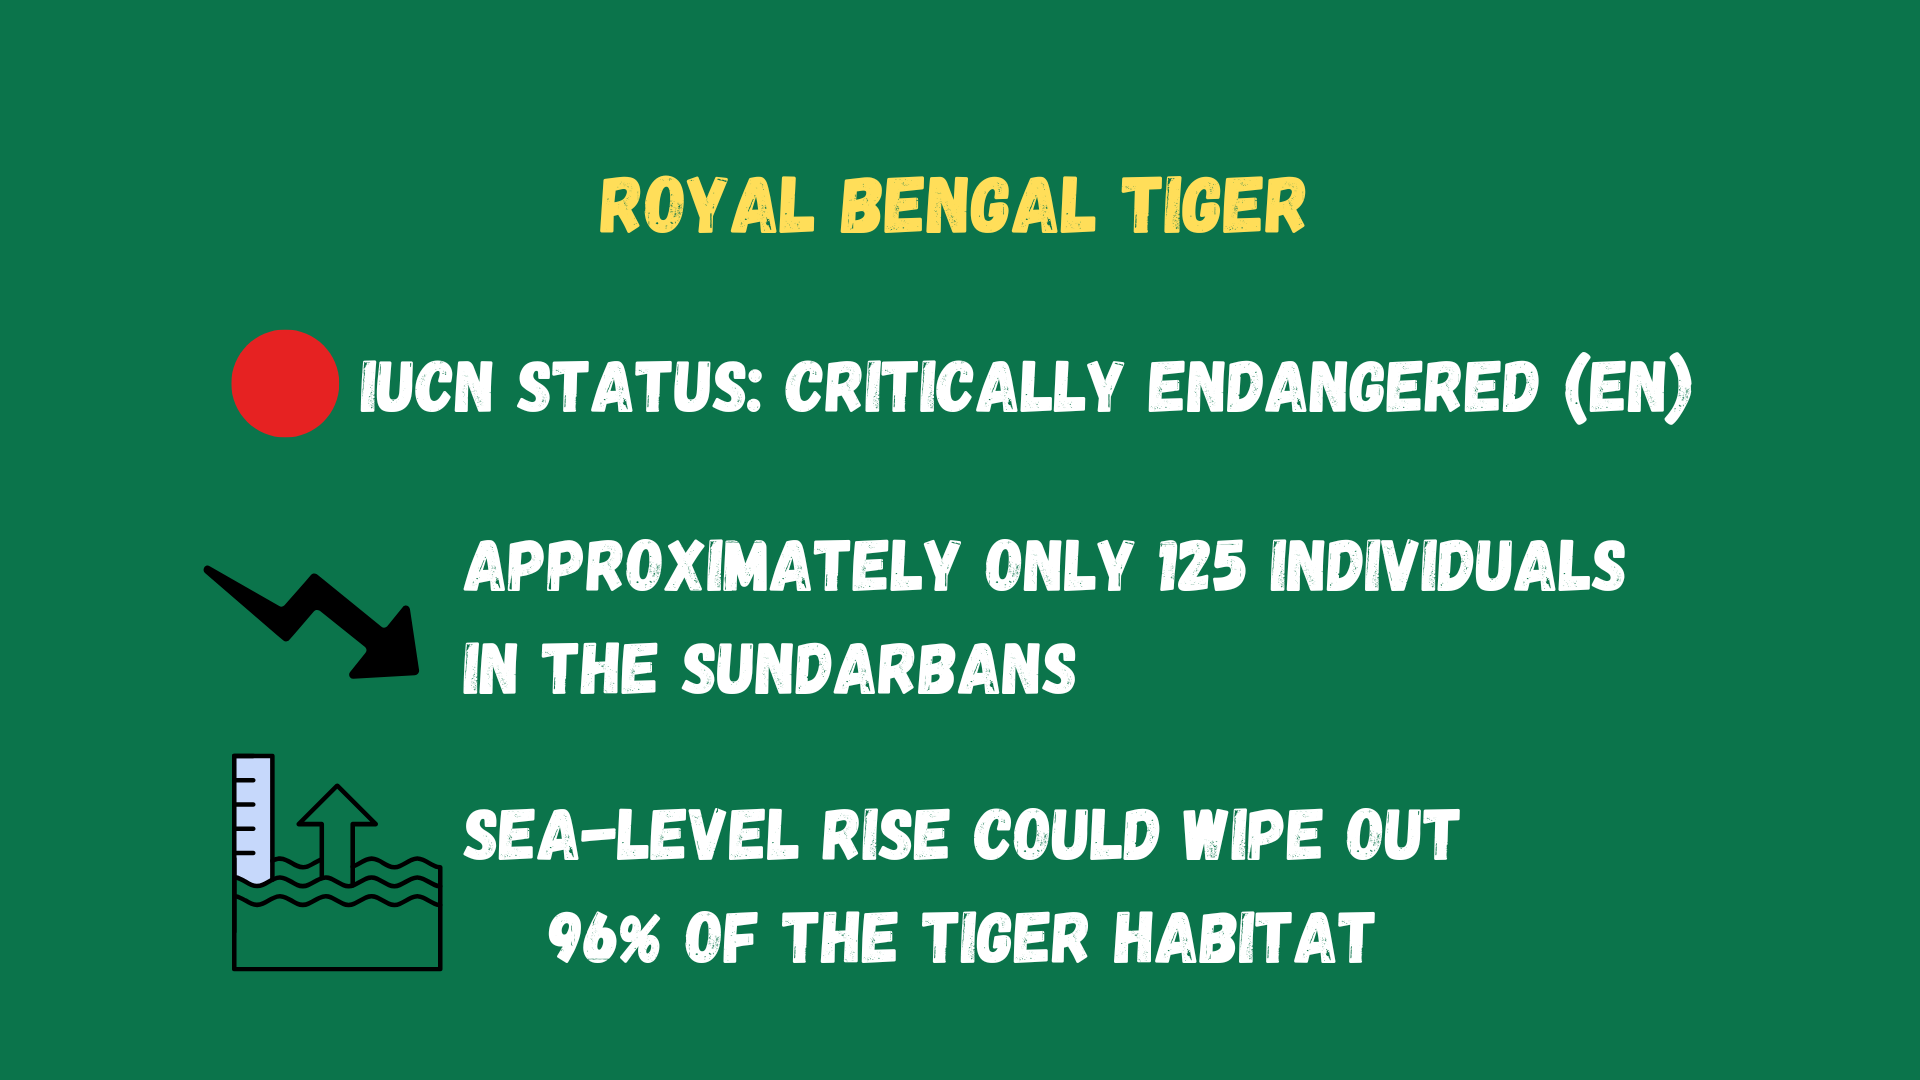 ROYAL BENGAL TIGER
IUCN STATUS: CRITICALLY ENDANGERED (EN)
APPROXIMATELY ONLY 125 INDIVIDUALS
IN THE SUNDARBANS
SEA-LEVEL RISE COULD WIPE OUT
96% OF THE TIGER HABITAT